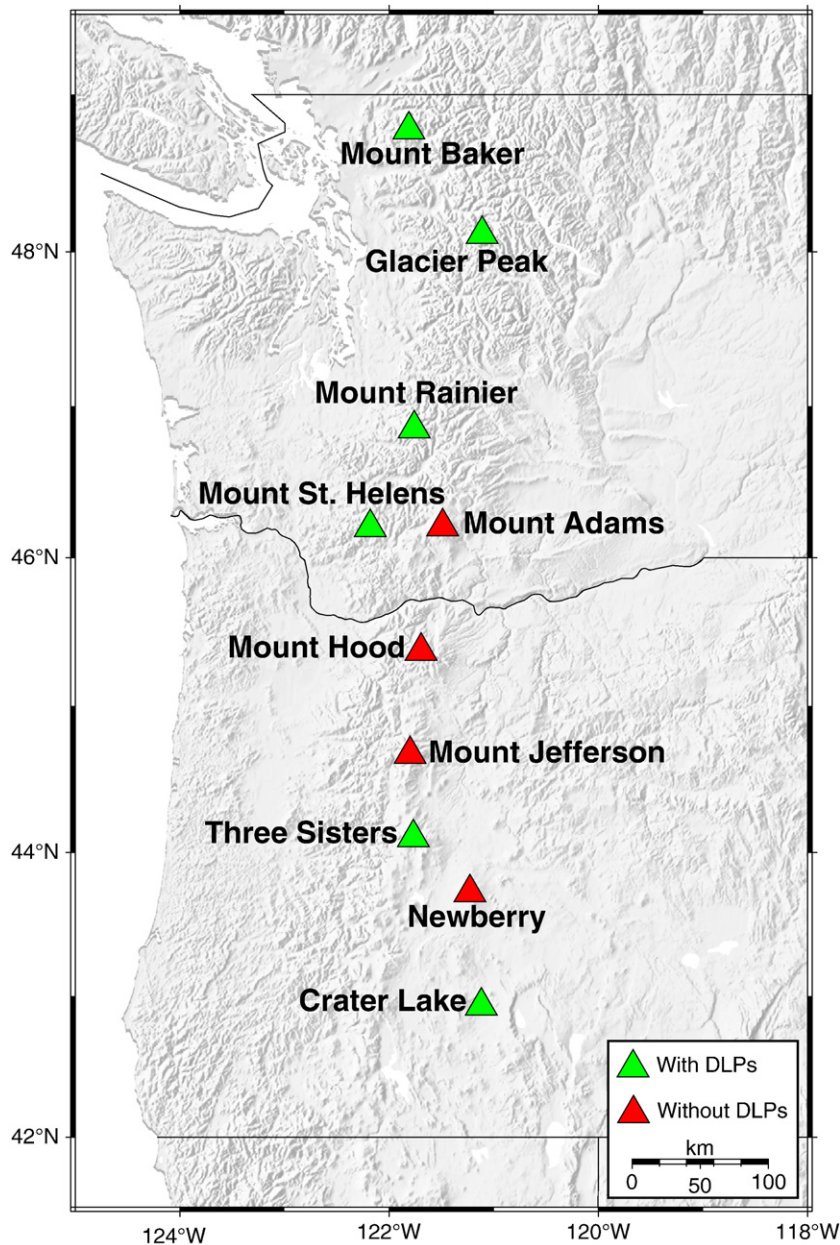 Mount Baker
48°N
Glacier Peak
Mount Rainier
Mount St. Helens
Mount Adams
46°N
Mount Hood
Mount Jefferson
Three Sisters
44°N
Newberry
Crater Lake
With DLPs
Without DLPs
km
0 50 100
42°N
124°W 122°W 120°W 118°W